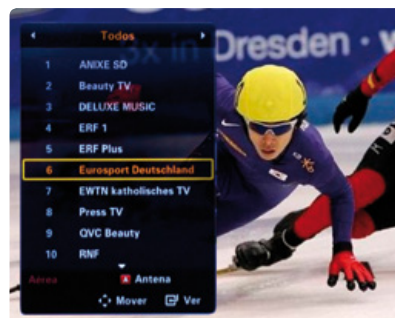 Todos
3x in Dresden · w
1 ANIXE SD
2 Beauty TV
3 DELUXE MUSIC
4 ERF 1
5 ERF Plus
6 Eurosport Deutschland
7 EWTN katholisches TV
8 Press TV
9 QVC Beauty
10 RNF
Aérea A Antena
Mover Ver